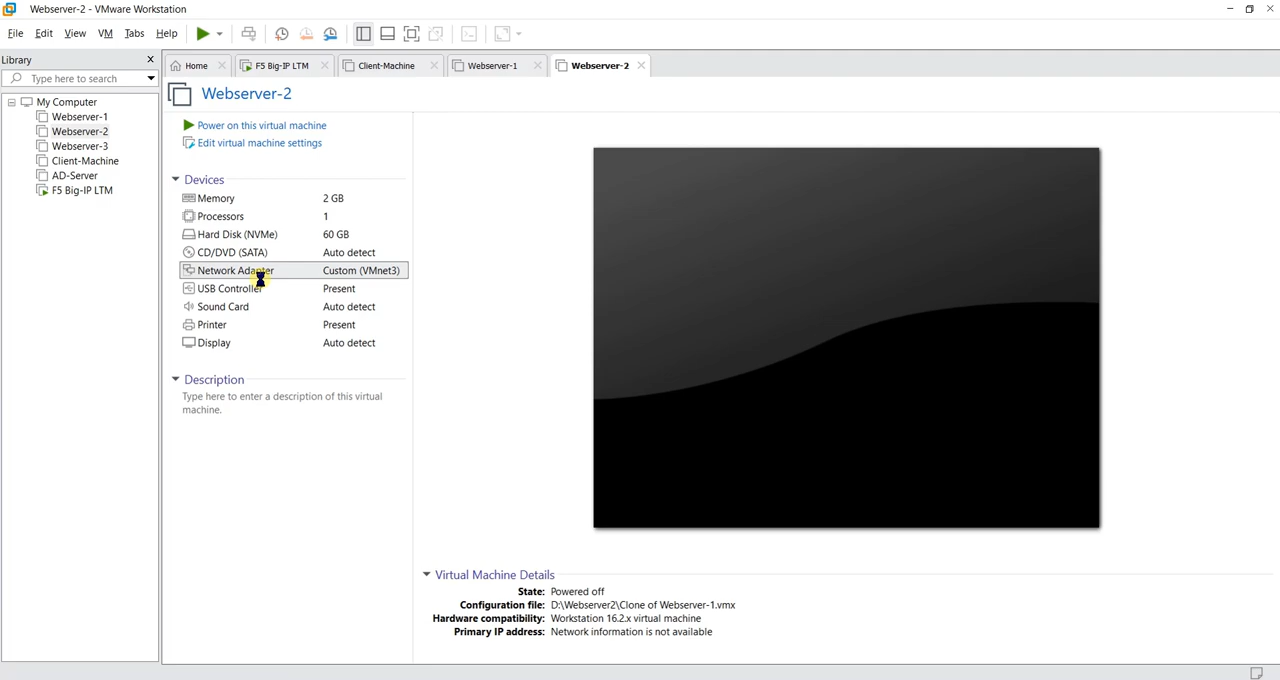 Webserver-2 - VMware Workstation
File Edit View VM Tabs Help
Library
Type here to search
My Computer
Webserver-1
Webserver-2
Webserver-3
Client-Machine
AD-Server
F5 Big-IP LTM
Home F5 Big-IP LTM Client-Machine Webserver-1 Webserver-2
Webserver-2
Power on this virtual machine
Edit virtual machine settings
Devices
Memory 2 GB
Processors 1
Hard Disk (NVMe) 60 GB
CD/DVD (SATA) Auto detect
Network Adapter Custom (VMnet3)
USB Controller Present
Sound Card Auto detect
Printer Present
Display Auto detect
Description
Type here to enter a description of this virtual
machine.
Virtual Machine Details
State: Powered off
Configuration file: D:\Webserver2\Clone of Webserver-1.vmx
Hardware compatibility: Workstation 16.2.x virtual machine
Primary IP address: Network information is not available